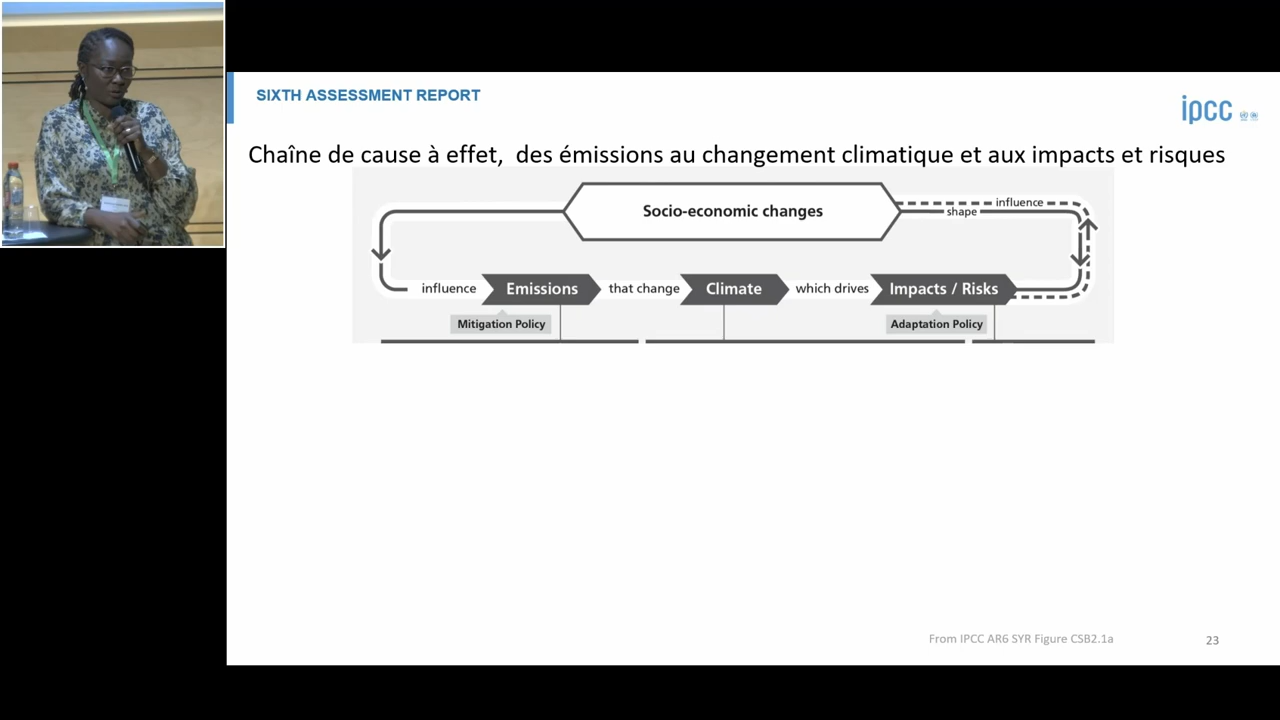 SIXTH ASSESSMENT REPORT
ipcc
Chaîne de cause à effet, des émissions au changement climatique et aux impacts et risques
Socio-economic changes
influence
shape
influence
Emissions
that change
Climate
which drives
Impacts / Risks
Mitigation Policy
Adaptation Policy
From IPCC AR6 SYR Figure CSB2.1a
23